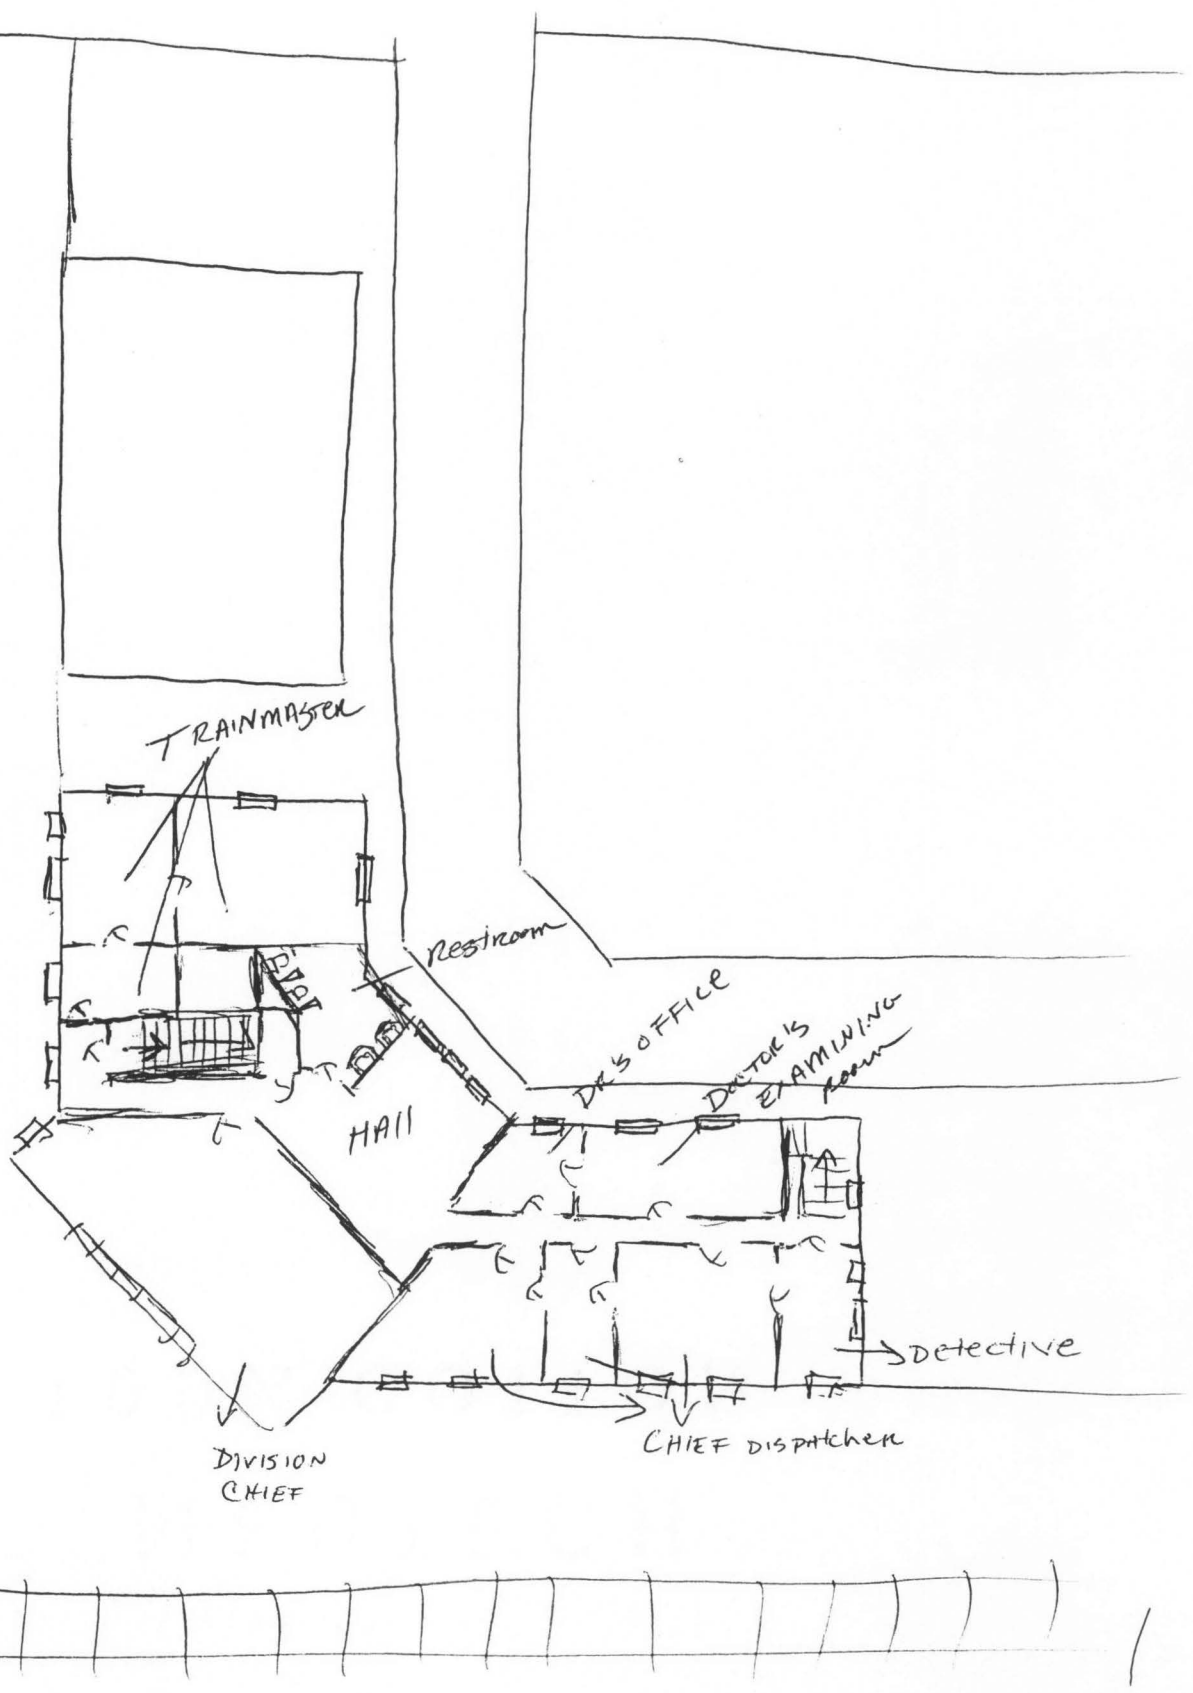 TRAINMASTER
Restroom
DR'S OFFICE
DOCTOR'S
EXAMINING
Room
HAll
Detective
CHIEF DISPATCHER
DIVISION
CHIEF